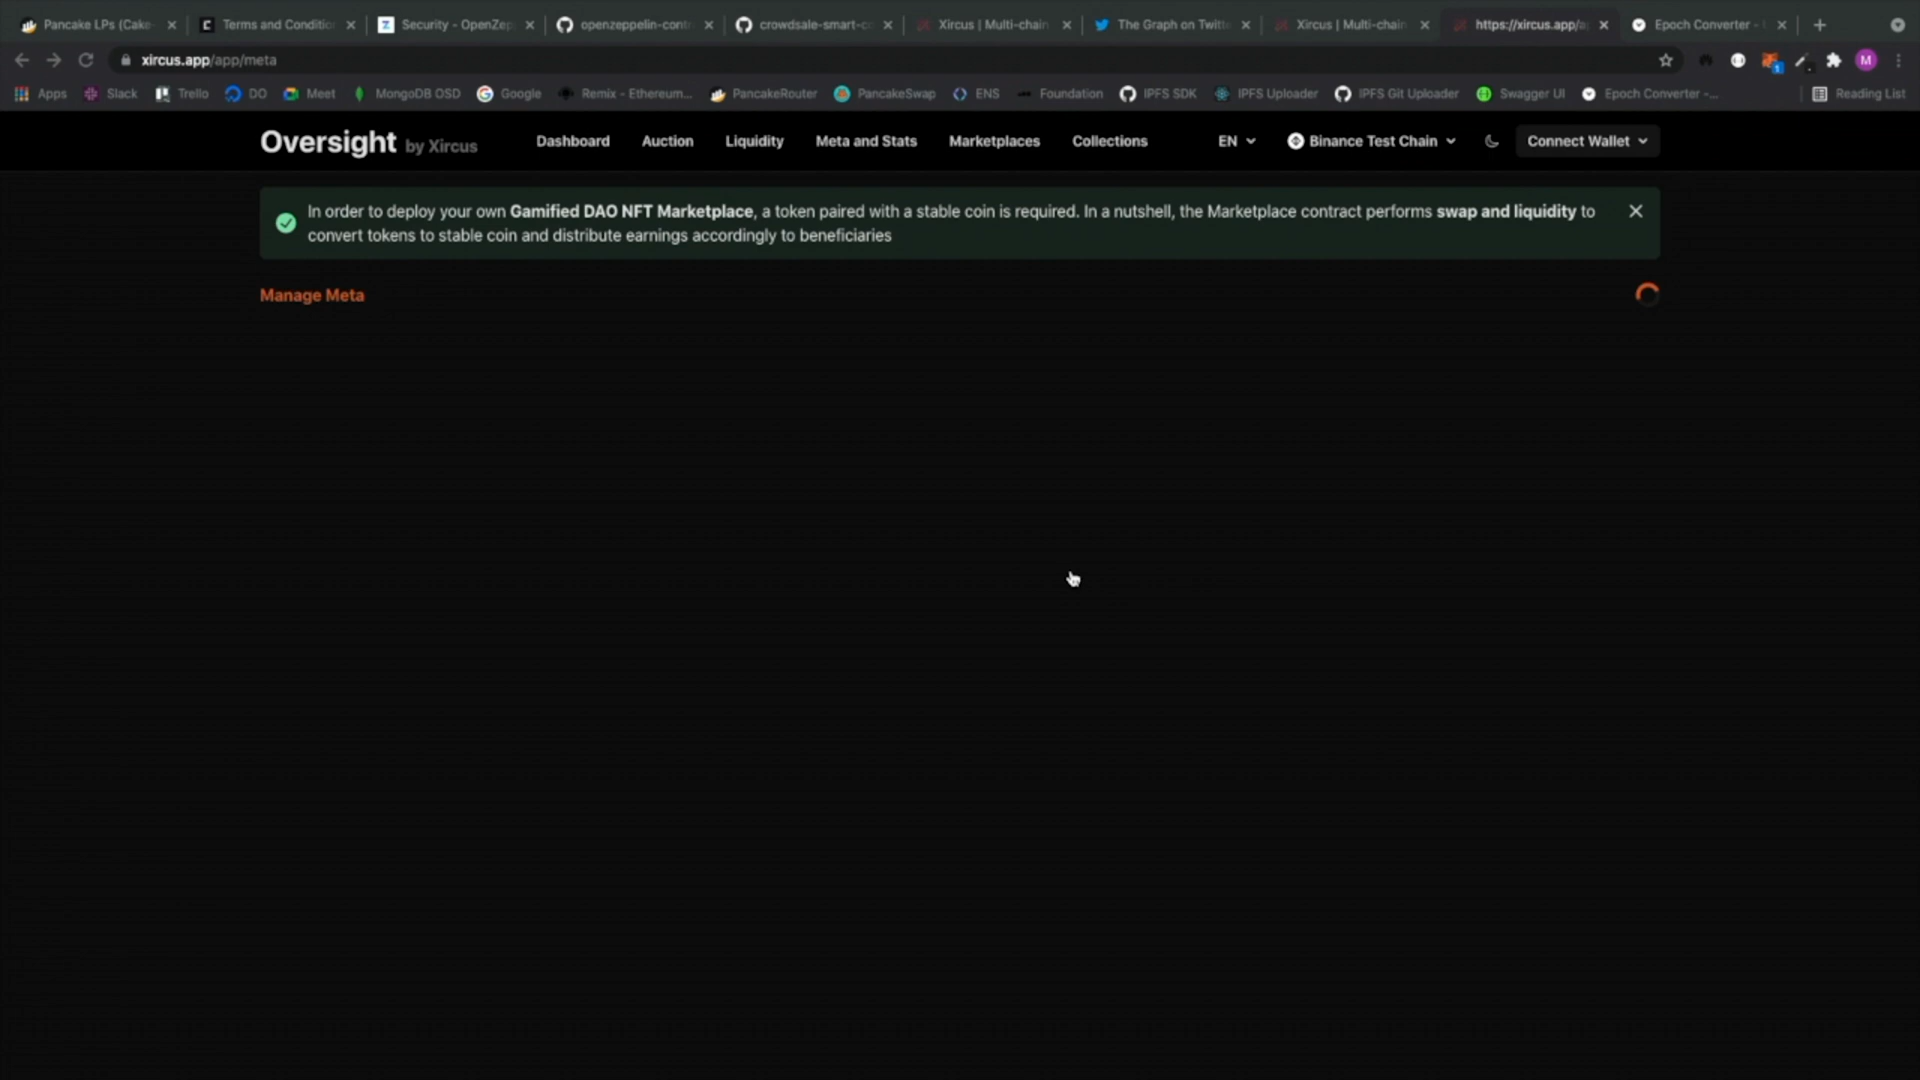 Pancake LPs (Cake- Terms and Conditio Security - OpenZep openzeppelin-cont crowdsale-smart-c Xircus | Multi-chain The Graph on Twitt Xircus | Multi-chain https://xircus.app/a Epoch Converter -
xircus.app/app/meta M
Apps Slack Trello DO Meet MongoDB OSD Google Remix - Ethereum... PancakeRouter PancakeSwap ENS Foundation IPFS SDK IPFS Uploader IPFS Git Uploader Swagger UI Epoch Converter -... Reading List
Oversight by Xircus Dashboard Auction Liquidity Meta and Stats Marketplaces Collections EN Binance Test Chain Connect Wallet
In order to deploy your own Gamified DAO NFT Marketplace, a token paired with a stable coin is required. In a nutshell, the Marketplace contract performs swap and liquidity to
convert tokens to stable coin and distribute earnings accordingly to beneficiaries
Manage Meta